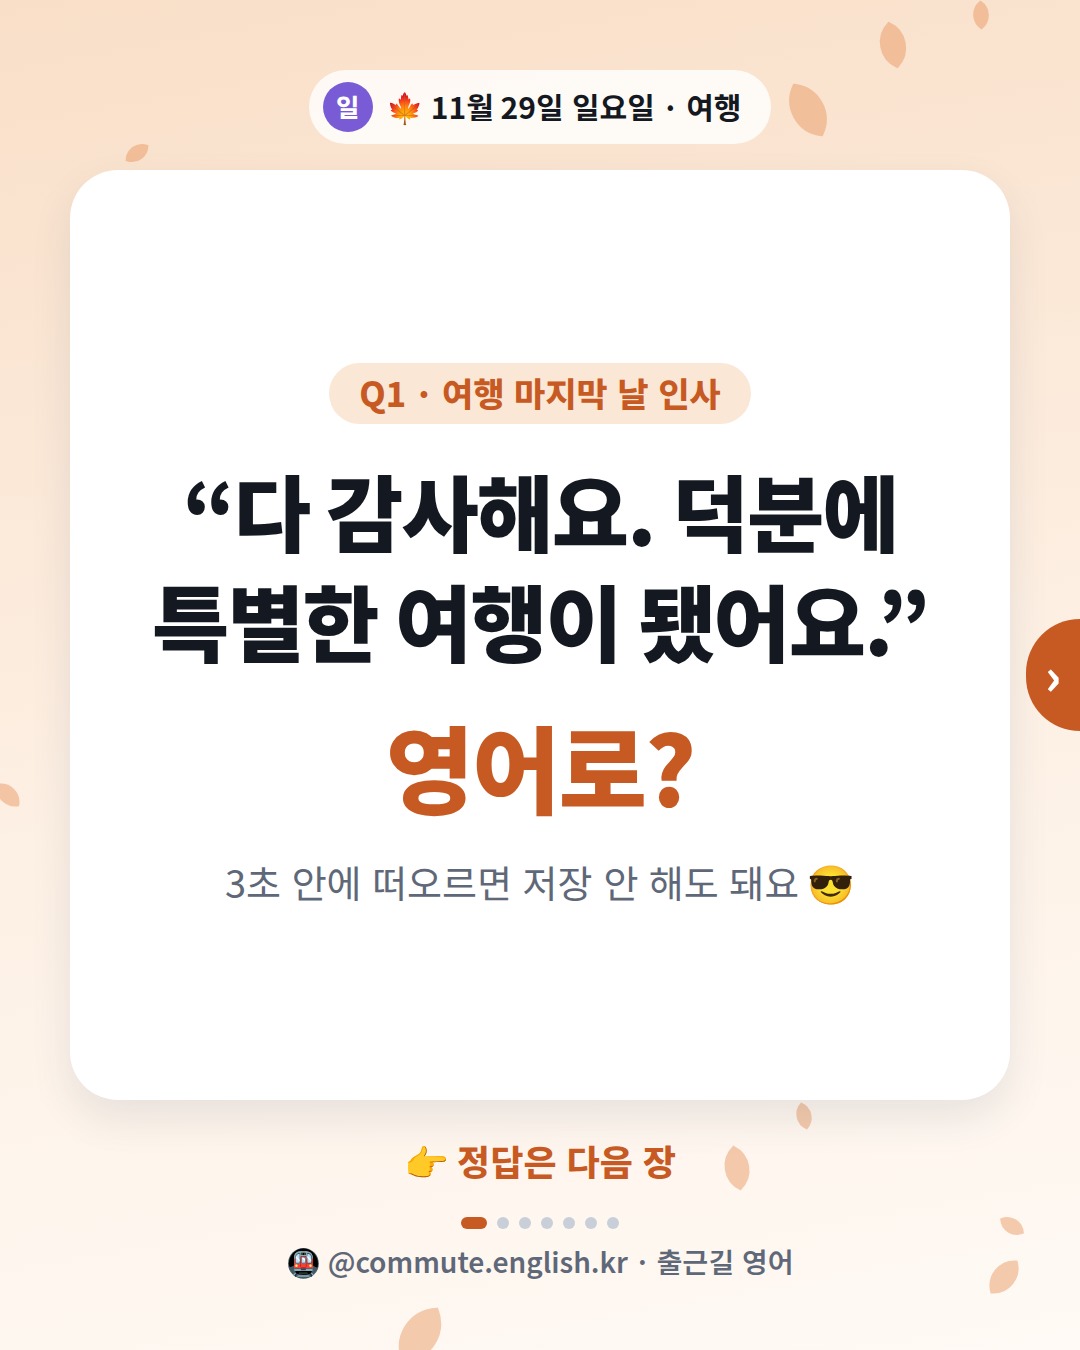 일 🍁 11월 29일 일요일 · 여행
Q1 · 여행 마지막 날 인사
“다 감사해요. 덕분에
특별한 여행이 됐어요.”
영어로?
3초 안에 떠오르면 저장 안 해도 돼요 😎
›
👉 정답은 다음 장
🚇 @commute.english.kr · 출근길 영어